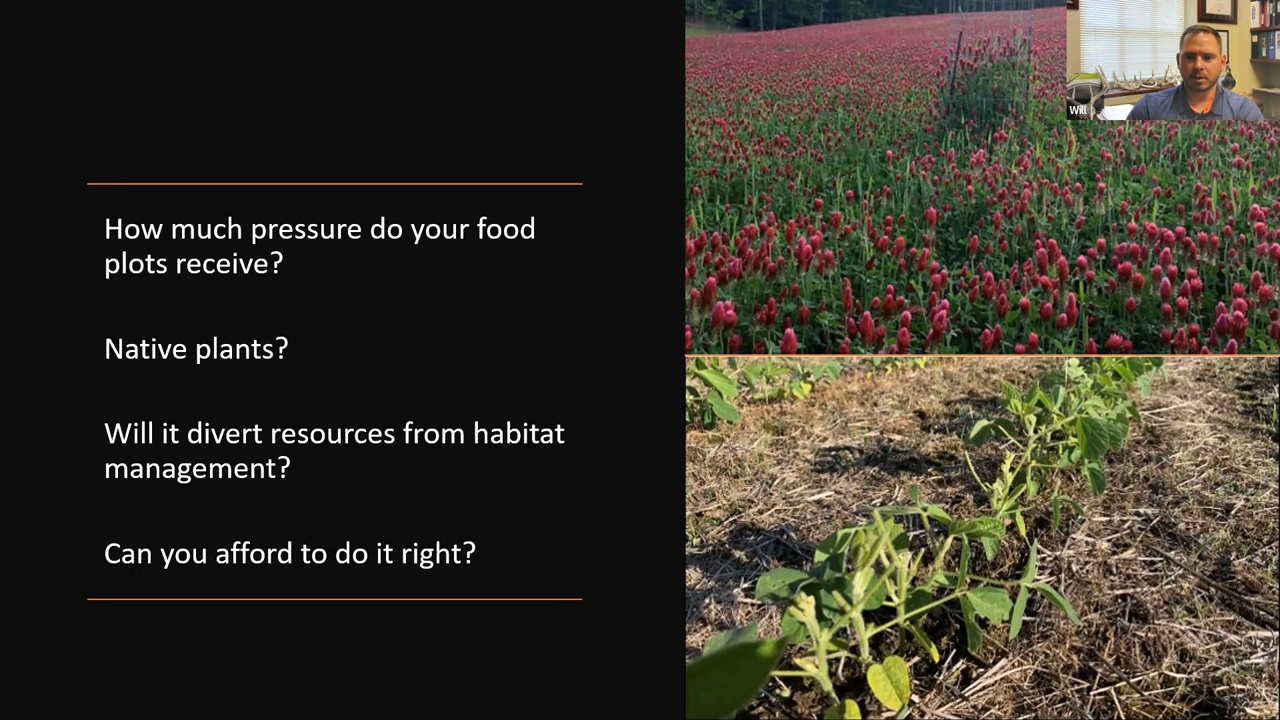 How much pressure do your food
plots receive?
Native plants?
Will it divert resources from habitat
management?
Can you afford to do it right?
Will